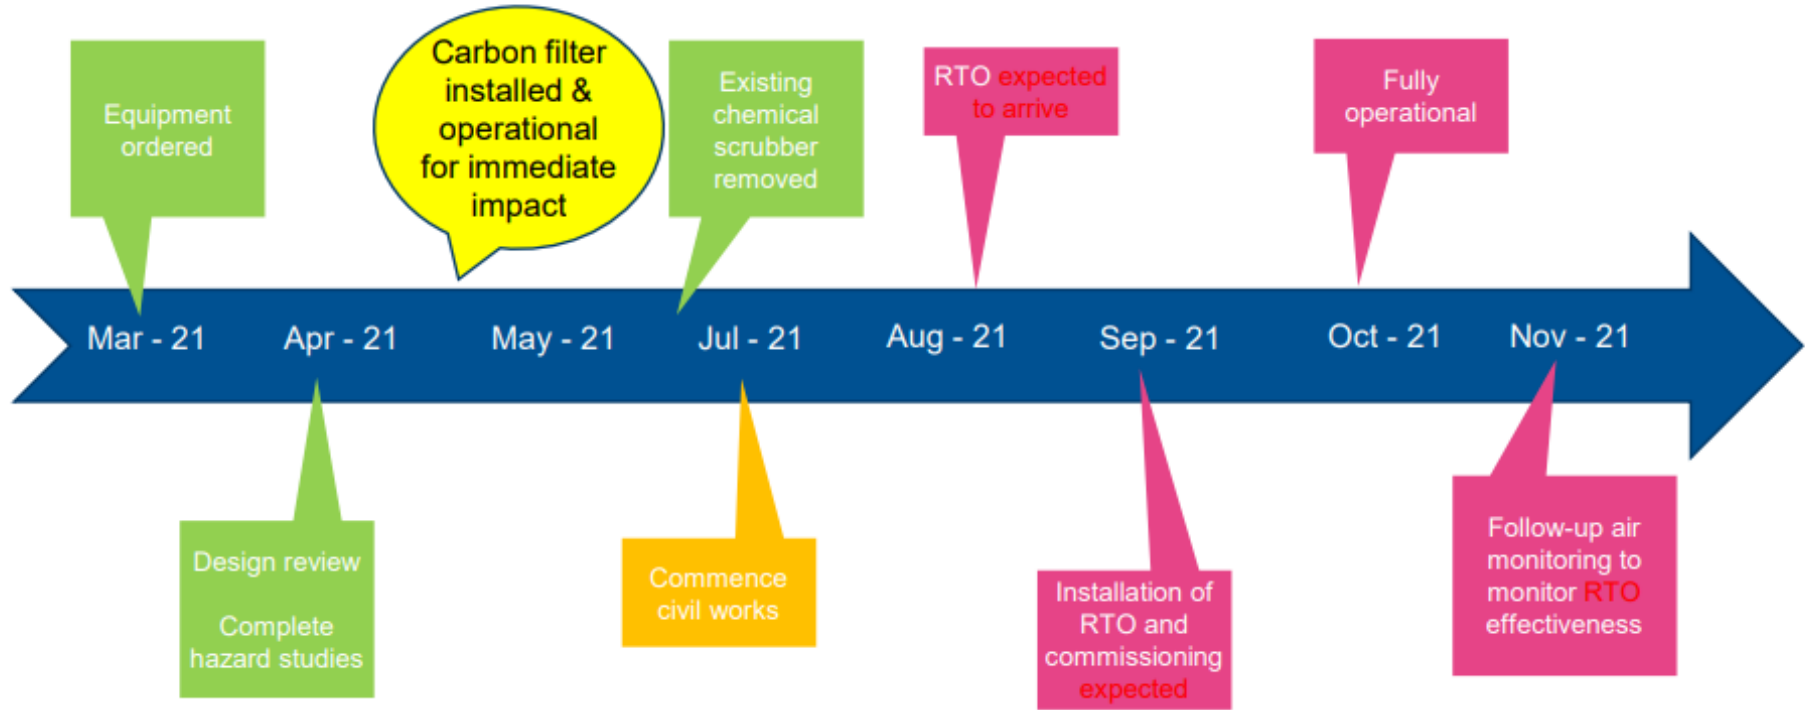 Equipment
ordered
Carbon filter
installed &
operational
for immediate
impact
Existing
chemical
scrubber
removed
RTO expected
to arrive
Fully
operational
Mar - 21
Apr - 21
May - 21
Jul - 21
Aug - 21
Sep - 21
Oct - 21
Nov - 21
Design review
Complete
hazard studies
Commence
civil works
Installation of
RTO and
commissioning
expected
Follow-up air
monitoring to
monitor RTO
effectiveness